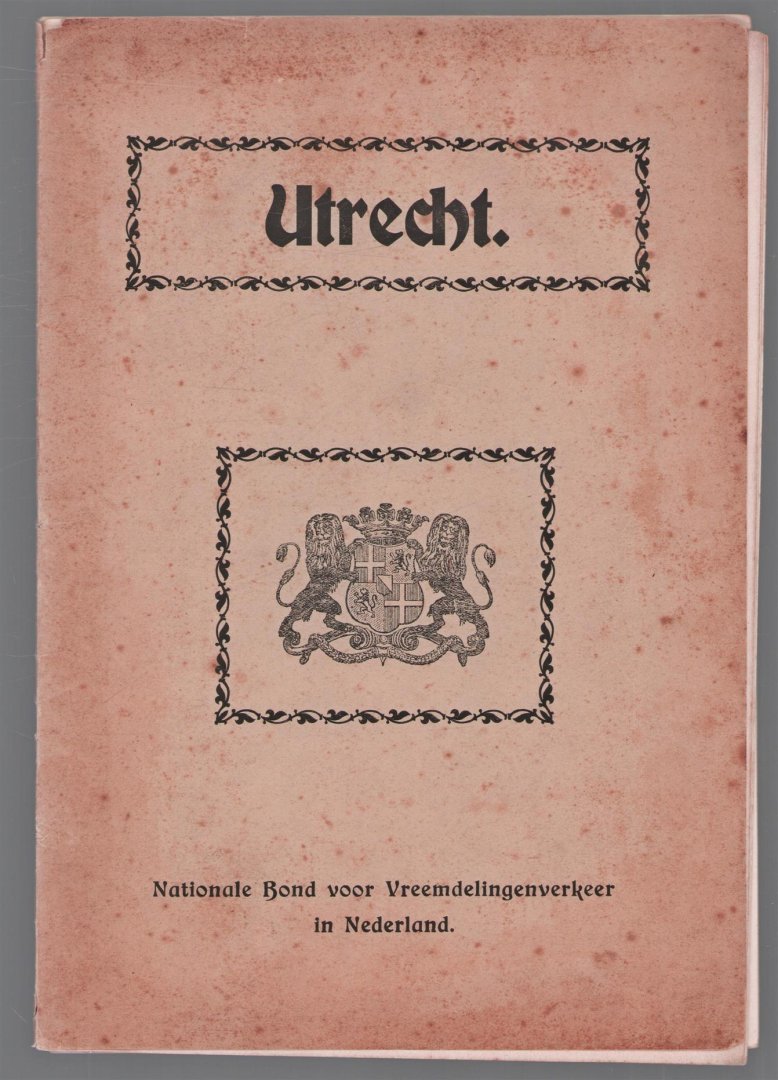 Utrecht.
Nationale Bond voor Vreemdelingenverkeer
in Nederland.